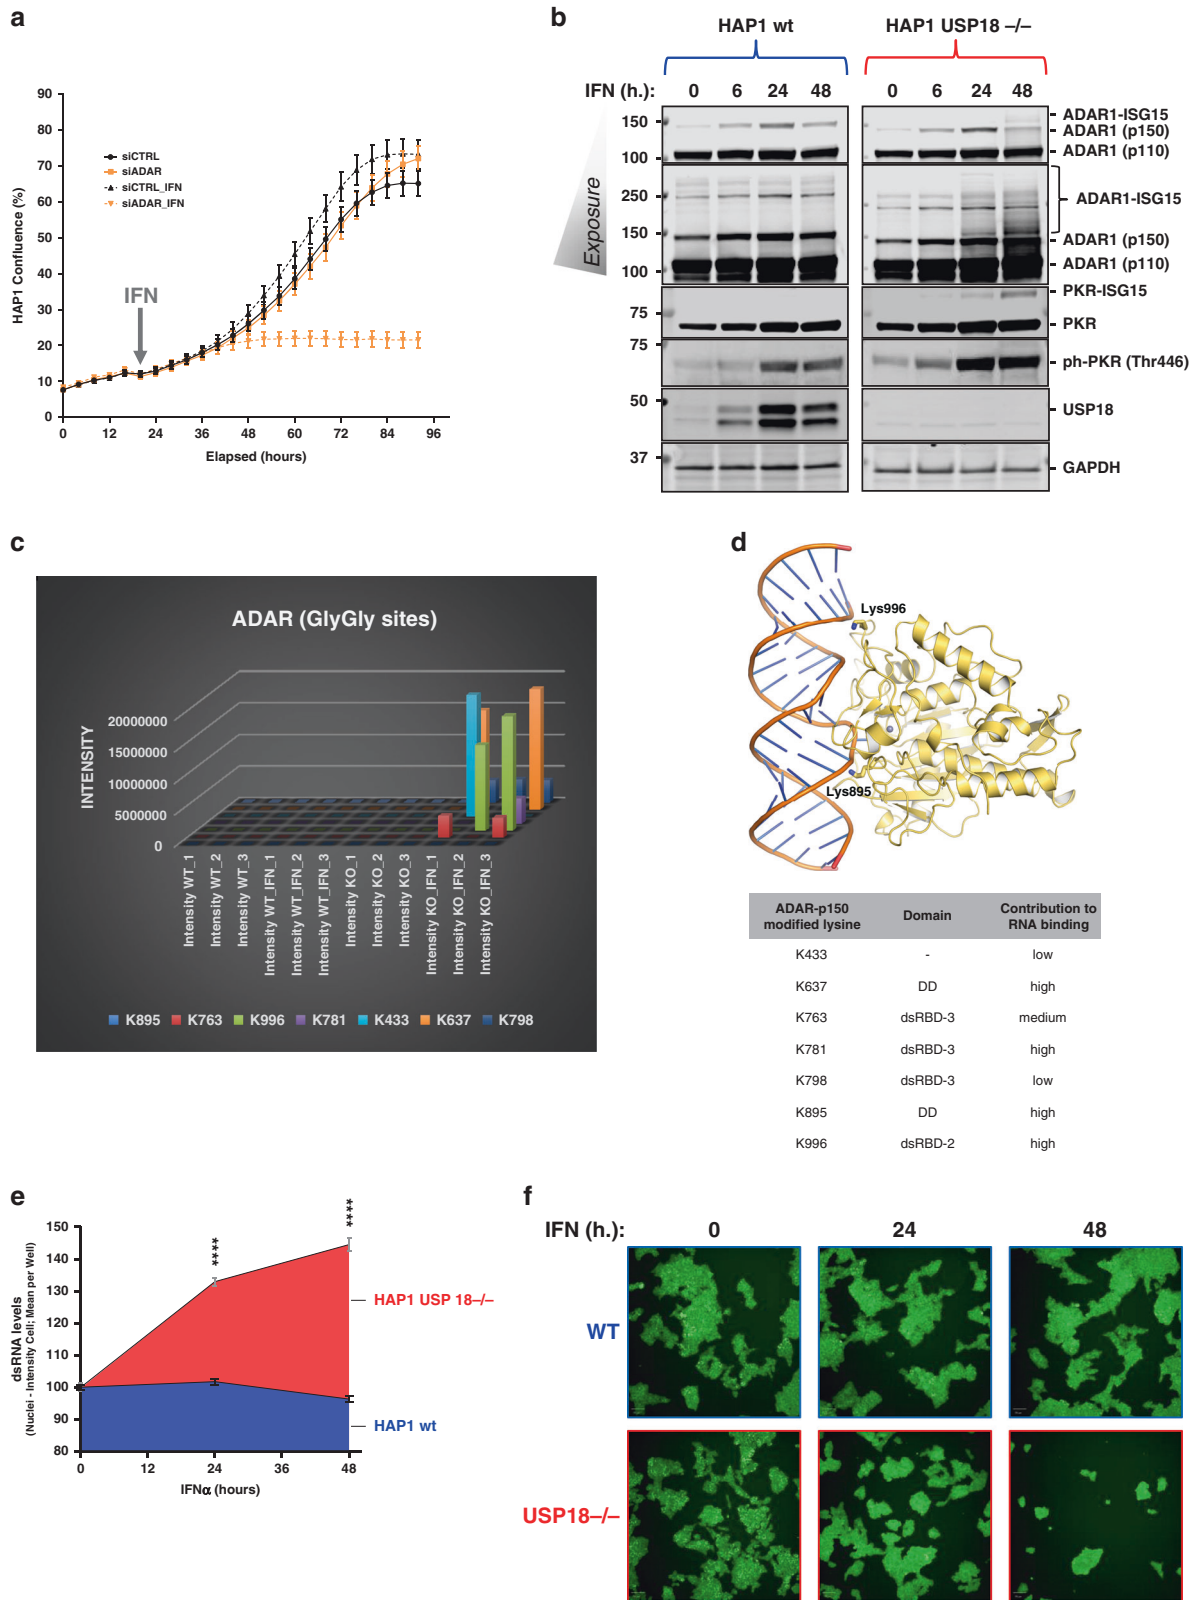 a
HAP1 Confluence (%)
90
80
70
60
50
40
30
20
10
0
siCTRL
siADAR
siCTRL_IFN
siADAR_IFN
IFN
0 12 24 36 48 60 72 84 96
Elapsed (hours)
b
HAP1 wt
HAP1 USP18 –/–
IFN (h.): 0 6 24 48 0 6 24 48
Exposure
150
100
250
150
100
75
75
50
37
ADAR1-ISG15
ADAR1 (p150)
ADAR1 (p110)
ADAR1-ISG15
ADAR1 (p150)
ADAR1 (p110)
PKR-ISG15
PKR
ph-PKR (Thr446)
USP18
GAPDH
c
ADAR (GlyGly sites)
INTENSITY
20000000
15000000
10000000
5000000
0
Intensity WT_1
Intensity WT_2
Intensity WT_3
Intensity WT_IFN_1
Intensity WT_IFN_2
Intensity WT_IFN_3
Intensity KO_1
Intensity KO_2
Intensity KO_3
Intensity KO_IFN_1
Intensity KO_IFN_2
Intensity KO_IFN_3
K895 K763 K996 K781 K433 K637 K798
d
Lys996
Lys895
ADAR-p150 modified lysine Domain Contribution to RNA binding
K433 - low
K637 DD high
K763 dsRBD-3 medium
K781 dsRBD-3 high
K798 dsRBD-3 low
K895 DD high
K996 dsRBD-2 high
e
dsRNA levels
(Nuclei - Intensity Cell; Mean per Well)
150
140
130
120
110
100
90
80
****
****
HAP1 USP 18–/–
HAP1 wt
0 12 24 36 48
IFNα (hours)
f
IFN (h.): 0 24 48
WT
USP18–/–